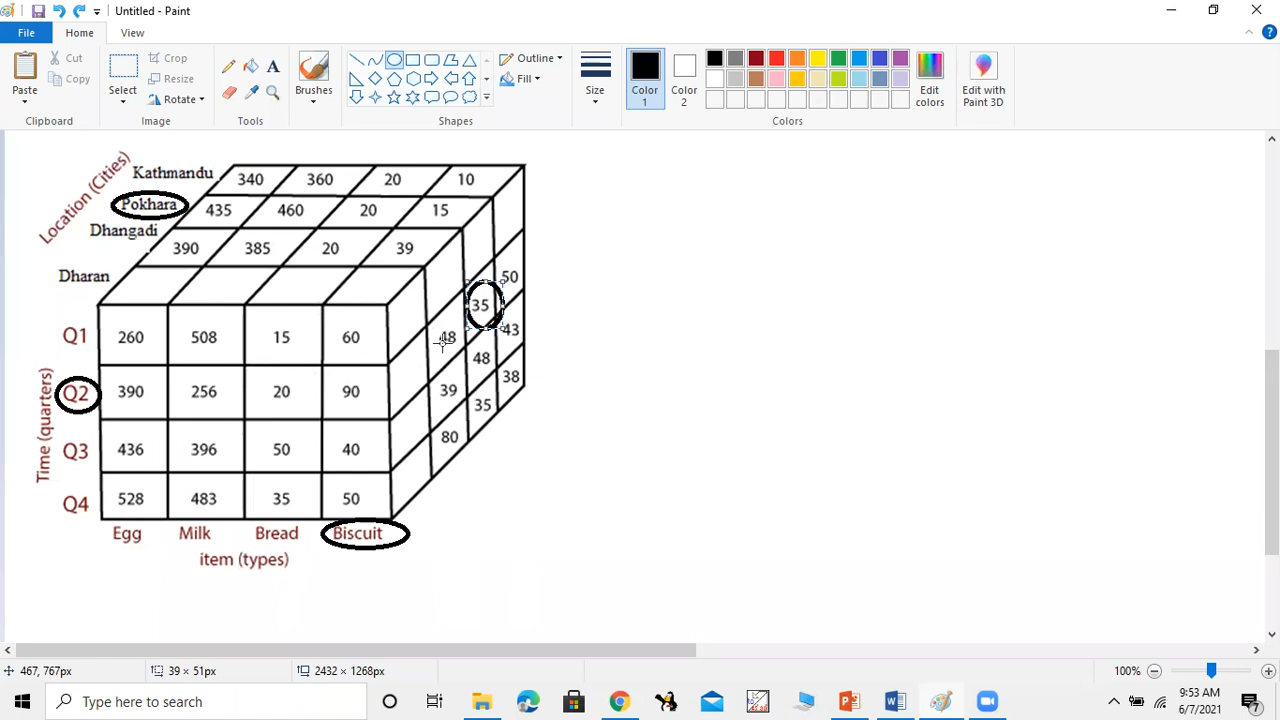 Untitled - Paint
File
Home
View
Paste
Cut
Copy
Clipboard
Select
Crop
Resize
Rotate
Image
A
Tools
Brushes
Shapes
Outline
Fill
Size
Color 1
Color 2
Colors
Edit colors
Edit with Paint 3D
Location (Cities)
Kathmandu 340 360 20 10
Pokhara 435 460 20 15
Dhangadi 390 385 20 39
Dharan
50
35
48 43
48
39 38
35
80
Time (quarters)
Q1 260 508 15 60
Q2 390 256 20 90
Q3 436 396 50 40
Q4 528 483 35 50
Egg Milk Bread Biscuit
item (types)
467, 767px 39 × 51px 2432 × 1268px 100%
Type here to search
9:53 AM
6/7/2021
7